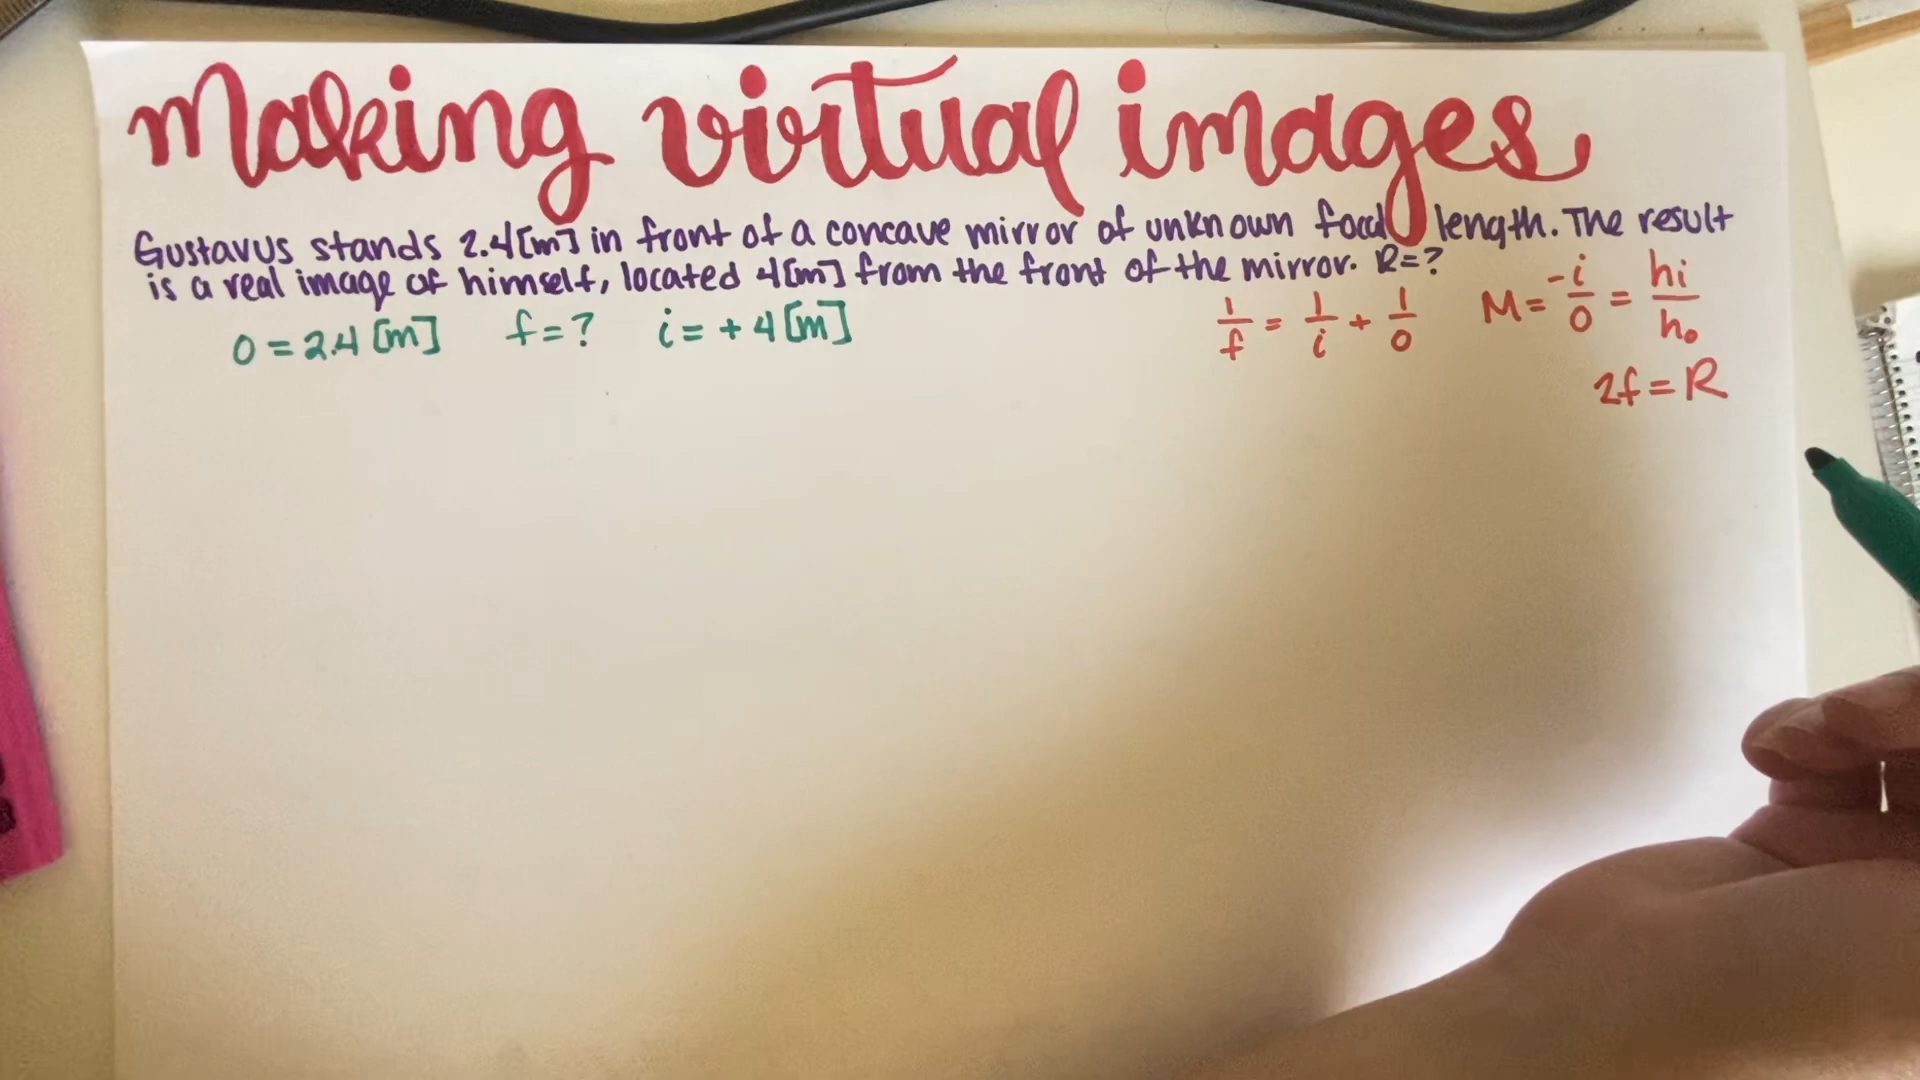 Making virtual images
Gustavus stands 2.4[m] in front of a concave mirror of unknown focal length. The result
is a real image of himself, located 4[m] from the front of the mirror. R=?
o = 2.4 [m] f = ? i = + 4 [m]
1/f = 1/i + 1/o M = -i/o = hi/ho
2f = R